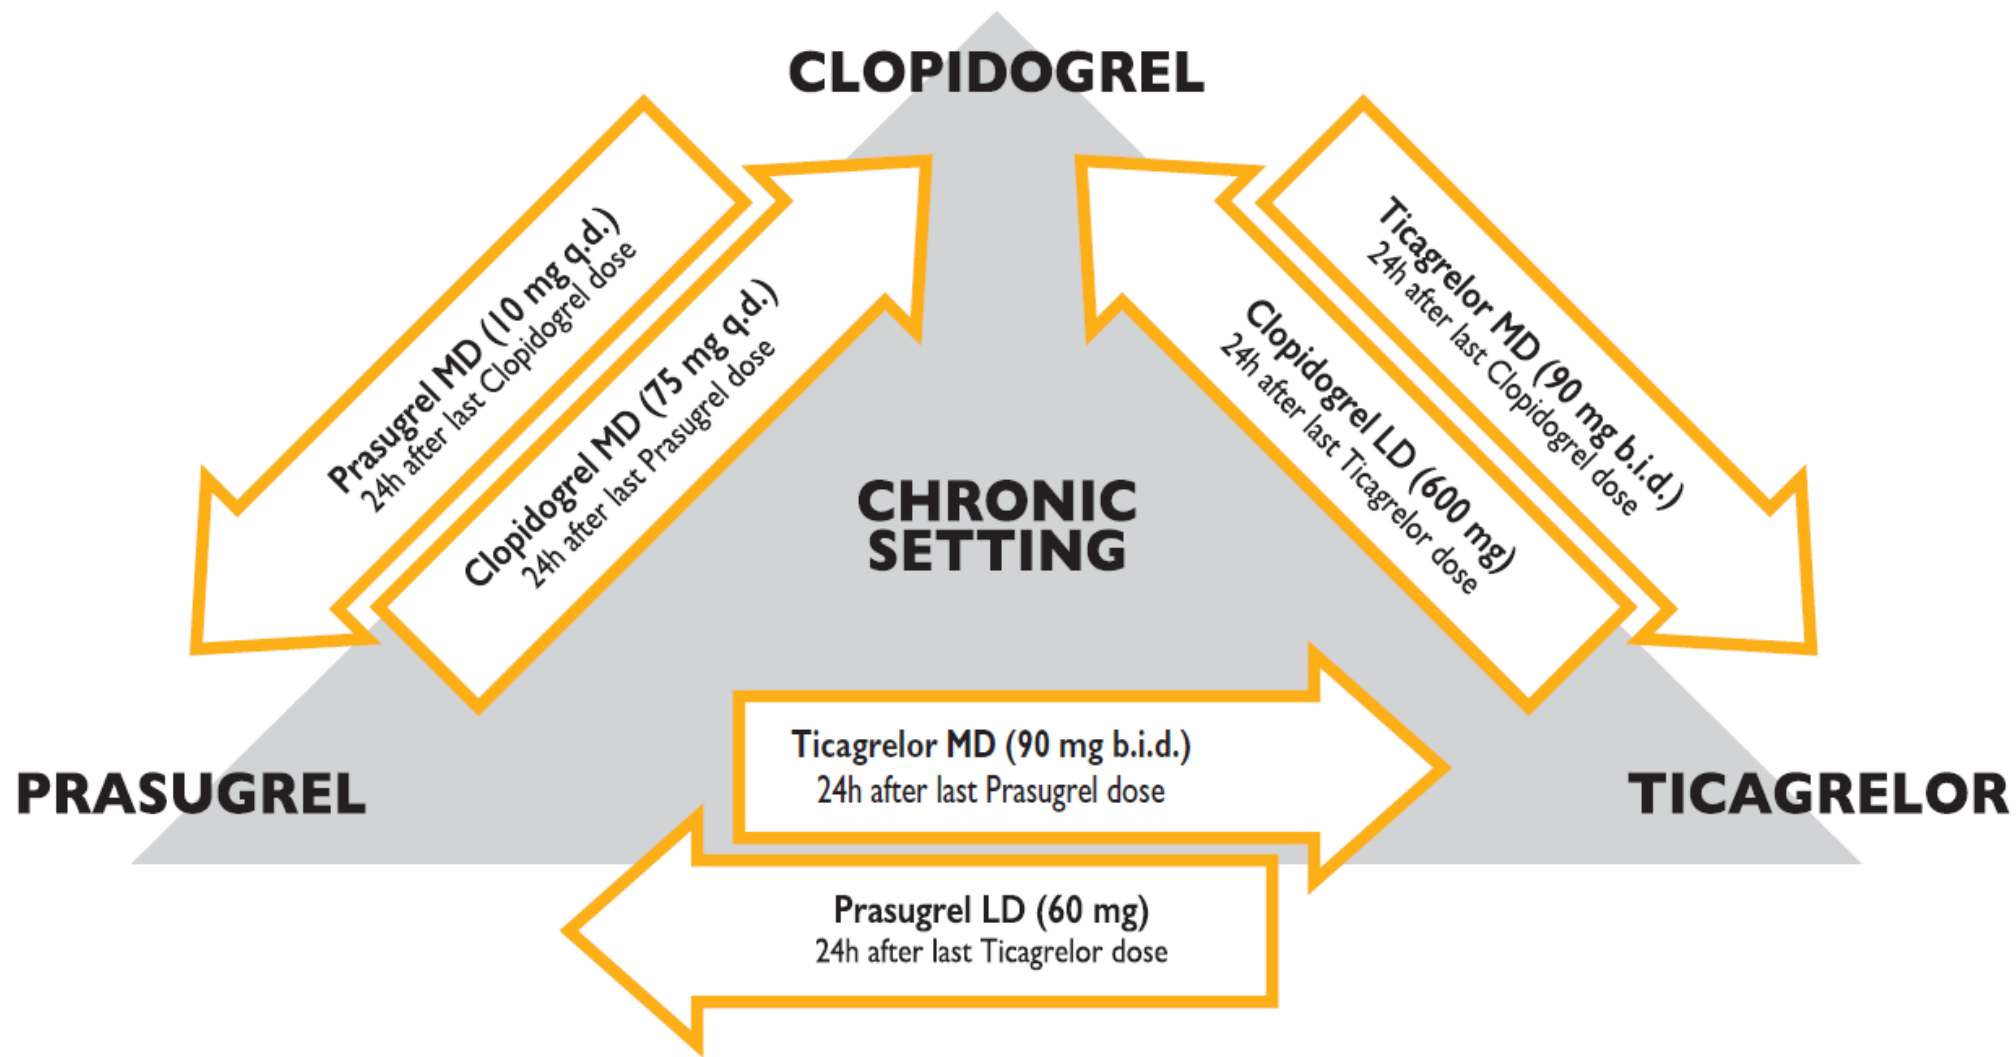 CLOPIDOGREL
Prasugrel MD (10 mg q.d.)
24h after last Clopidogrel dose
Clopidogrel MD (75 mg q.d.)
24h after last Prasugrel dose
Ticagrelor MD (90 mg b.i.d.)
24h after last Clopidogrel dose
Clopidogrel LD (600 mg)
24h after last Ticagrelor dose
CHRONIC
SETTING
PRASUGREL
Ticagrelor MD (90 mg b.i.d.)
24h after last Prasugrel dose
TICAGRELOR
Prasugrel LD (60 mg)
24h after last Ticagrelor dose